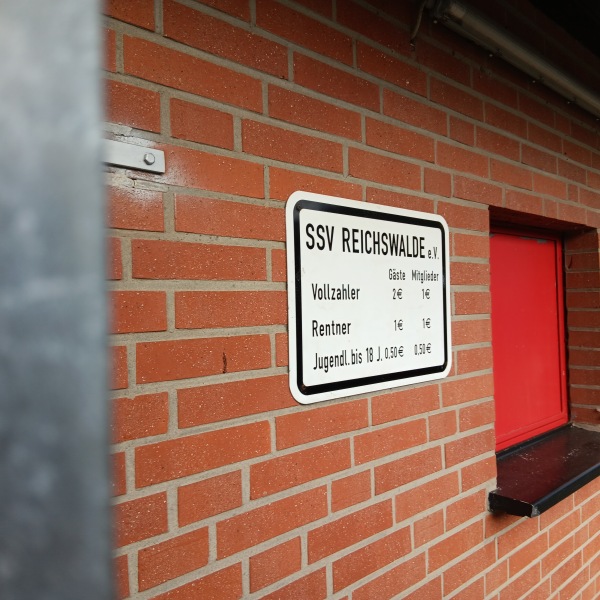 SSV REICHSWALDE e.V.
Gäste Mitglieder
Vollzahler 2€ 1€
Rentner 1€ 1€
Jugendl. bis 18 J. 0.50€ 0.50€